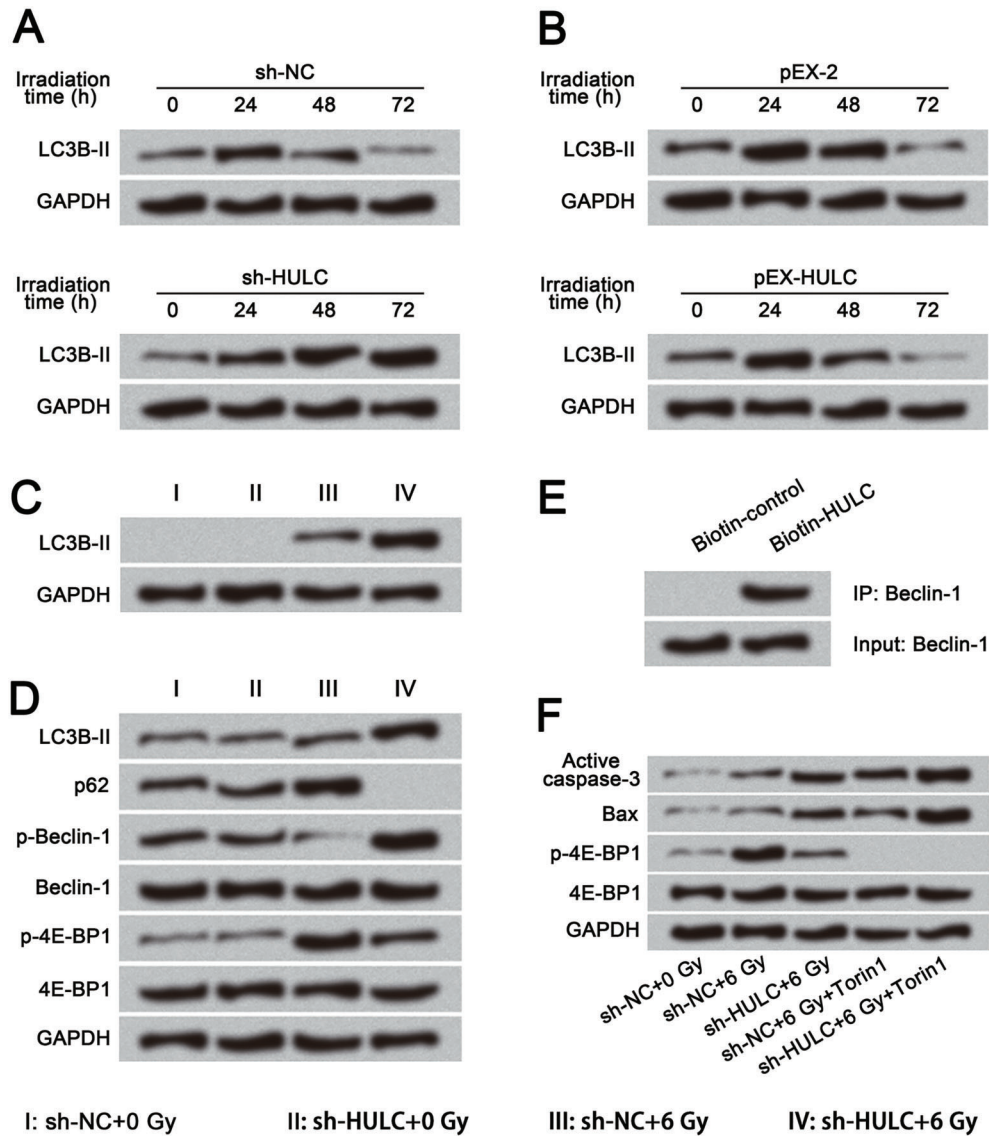 A
Irradiation time (h)
sh-NC
0 24 48 72
LC3B-II
GAPDH
Irradiation time (h)
sh-HULC
0 24 48 72
LC3B-II
GAPDH
B
Irradiation time (h)
pEX-2
0 24 48 72
LC3B-II
GAPDH
Irradiation time (h)
pEX-HULC
0 24 48 72
LC3B-II
GAPDH
C
I II III IV
LC3B-II
GAPDH
D
I II III IV
LC3B-II
p62
p-Beclin-1
Beclin-1
p-4E-BP1
4E-BP1
GAPDH
E
Biotin-control
Biotin-HULC
IP: Beclin-1
Input: Beclin-1
F
Active
caspase-3
Bax
p-4E-BP1
4E-BP1
GAPDH
sh-NC+0 Gy
sh-NC+6 Gy
sh-HULC+6 Gy
sh-NC+6 Gy+Torin1
sh-HULC+6 Gy+Torin1
I: sh-NC+0 Gy II: sh-HULC+0 Gy III: sh-NC+6 Gy IV: sh-HULC+6 Gy